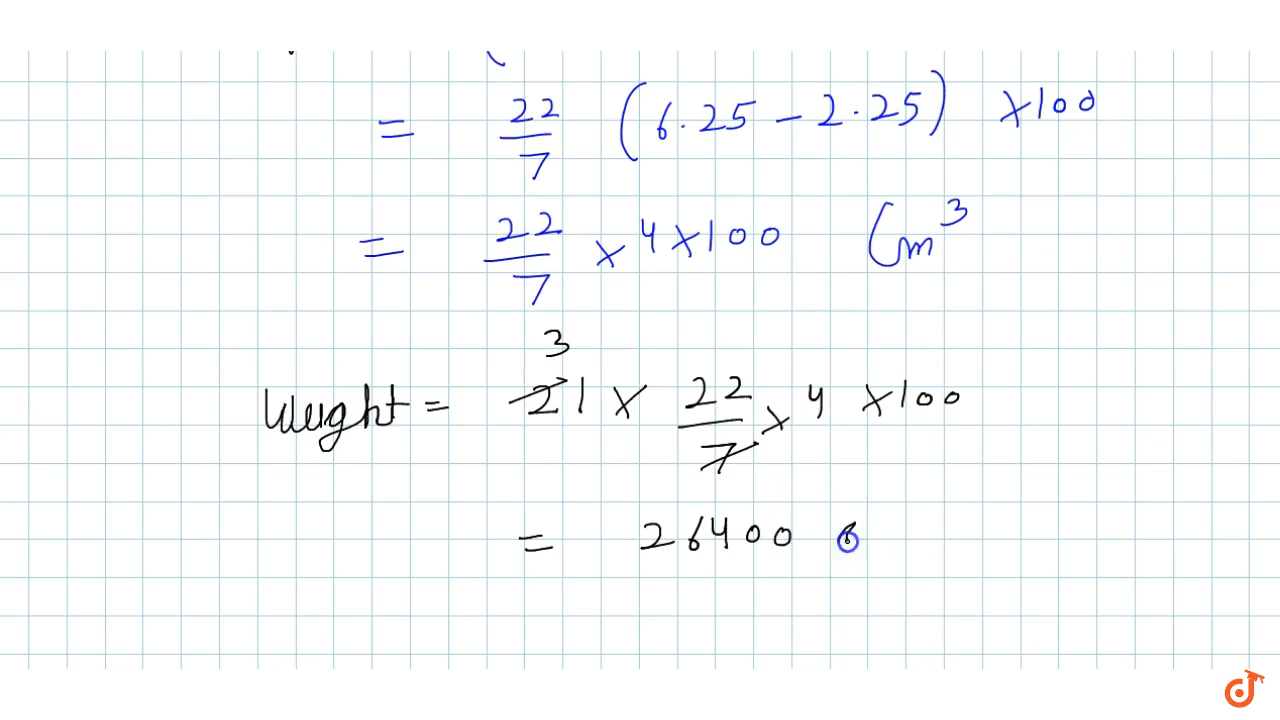 = 22/7 (6.25 - 2.25) × 100
= 22/7 × 4 × 100 Cm³
3
Weight = 21 × 22/7 × 4 × 100
= 26400